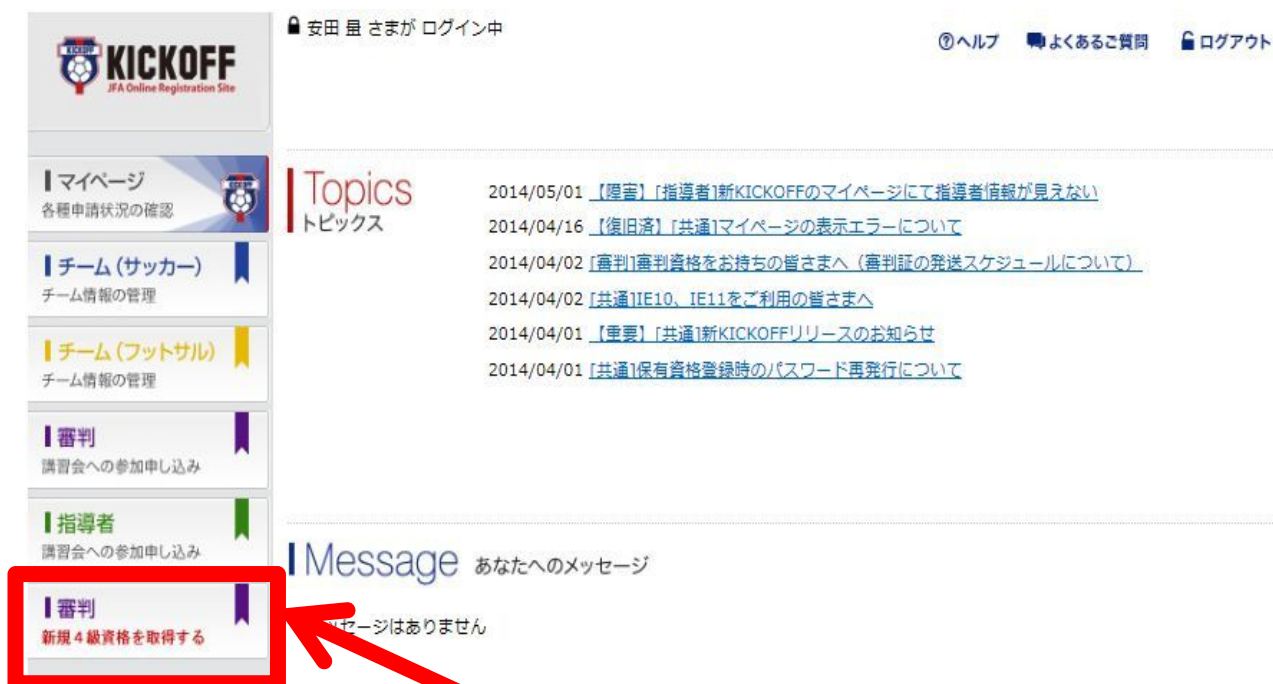 安田 量 さまが ログイン中
ヘルプ
よくあるご質問
ログアウト
KICKOFF
JFA Online Registration Site
マイページ
各種申請状況の確認
チーム(サッカー)
チーム情報の管理
チーム(フットサル)
チーム情報の管理
審判
講習会への参加申し込み
指導者
講習会への参加申し込み
審判
新規4級資格を取得する
Topics
トピックス
2014/05/01 【障害】[指導者]新KICKOFFのマイページにて指導者情報が見えない
2014/04/16 【復旧済】[共通]マイページの表示エラーについて
2014/04/02 [審判]審判資格をお持ちの皆さまへ(審判証の発送スケジュールについて)
2014/04/02 [共通]IE10、IE11をご利用の皆さまへ
2014/04/01 【重要】[共通]新KICKOFFリリースのお知らせ
2014/04/01 [共通]保有資格登録時のパスワード再発行について
Message あなたへのメッセージ
ッセージはありません